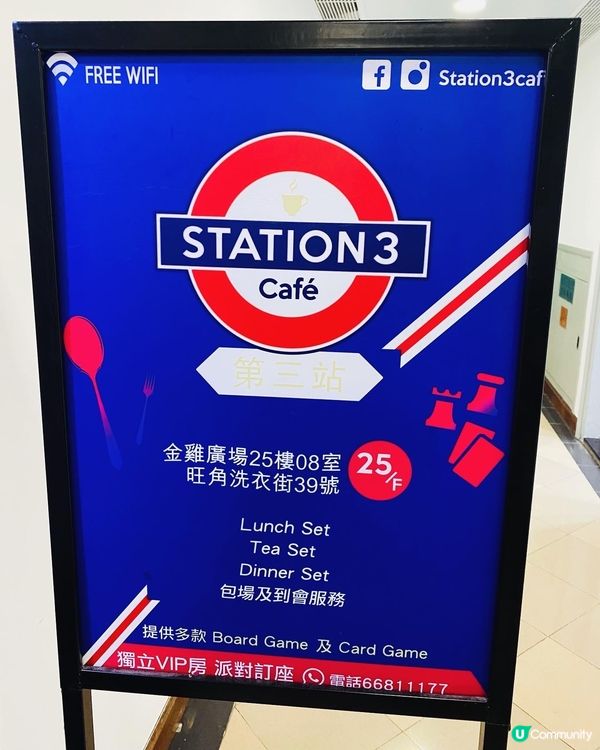 FREE WIFI
Station3caf
STATION 3
Café
第三站
金雞廣場25樓08室
旺角洗衣街39號
25/F
Lunch Set
Tea Set
Dinner Set
包場及到會服務
提供多款 Board Game 及 Card Game
獨立VIP房 派對訂座 電話66811177
U Community